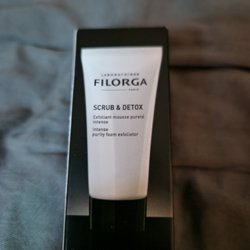 LABORATOIRES
FILORGA
PARIS
SCRUB & DETOX
Exfoliant mousse pureté
intense
Intense
purity foam exfoliator